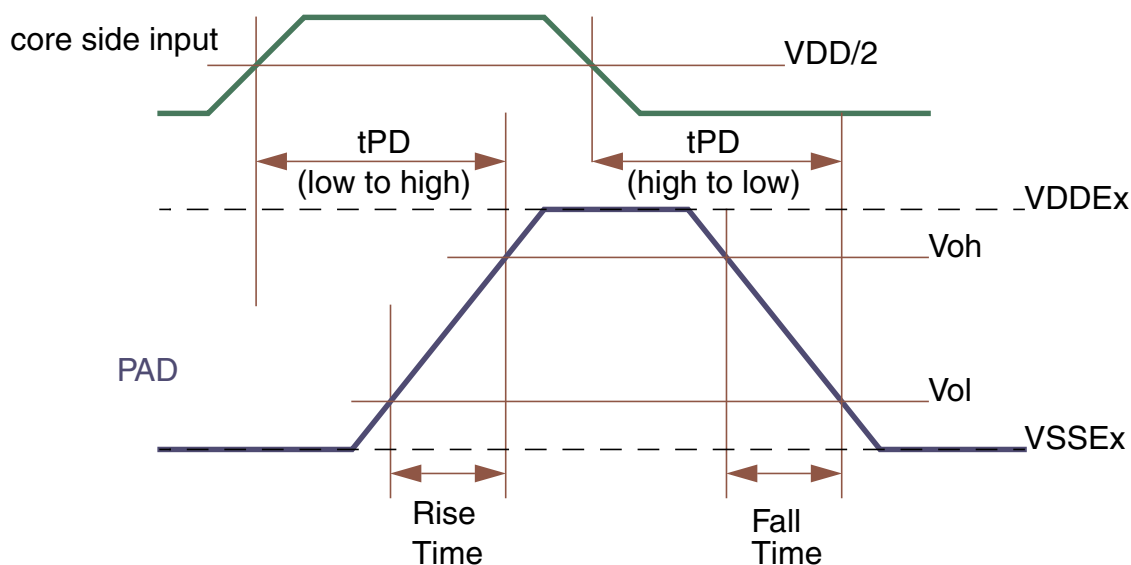 core side input
VDD/2
tPD
(low to high)
tPD
(high to low)
VDDEx
Voh
PAD
Vol
VSSEx
Rise
Time
Fall
Time